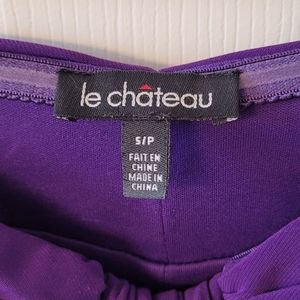 le château
S/P
FAIT EN
CHINE
MADE IN
CHINA